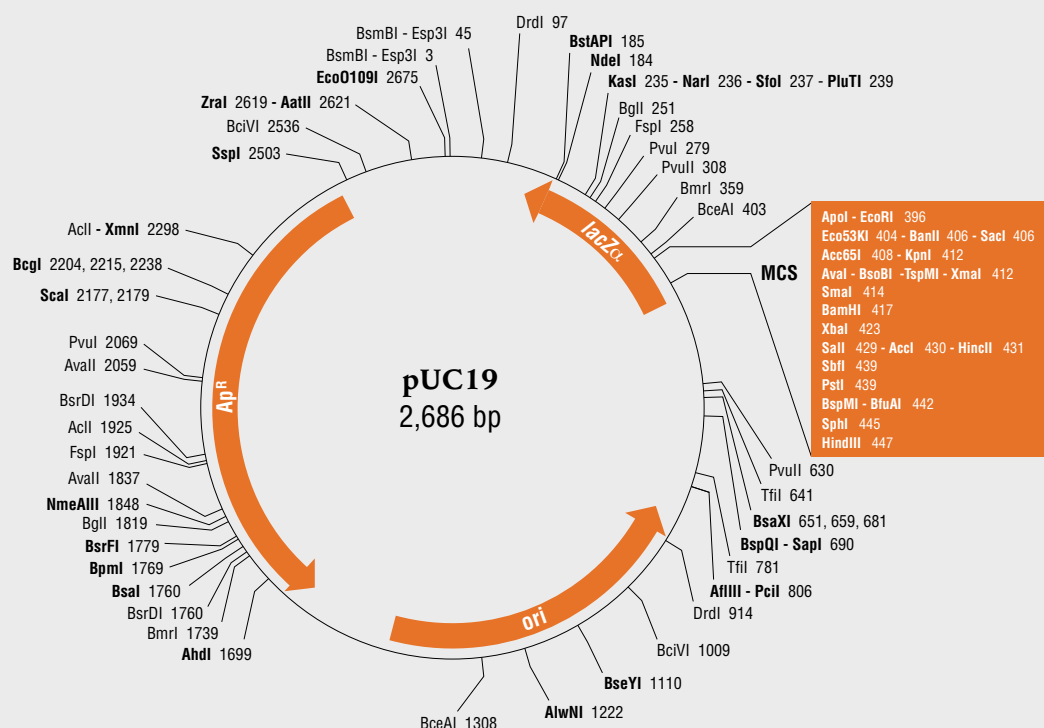 DrdI 97
BsmBI - Esp3I 45
BsmBI - Esp3I 3
EcoO109I 2675
ZraI 2619 - AatII 2621
BciVI 2536
SspI 2503
AclI - XmnI 2298
BcgI 2204, 2215, 2238
ScaI 2177, 2179
PvuI 2069
AvaII 2059
BsrDI 1934
AclI 1925
FspI 1921
AvaII 1837
NmeAIII 1848
BglI 1819
BsrFI 1779
BpmI 1769
BsaI 1760
BsrDI 1760
BmrI 1739
AhdI 1699
BstAPI 185
NdeI 184
KasI 235 - NarI 236 - SfoI 237 - PluTI 239
BglI 251
FspI 258
PvuI 279
PvuII 308
BmrI 359
BceAI 403
MCS
ApoI - EcoRI 396
Eco53KI 404 - BanII 406 - SacI 406
Acc65I 408 - KpnI 412
AvaI - BsoBI -TspMI - XmaI 412
SmaI 414
BamHI 417
XbaI 423
SalI 429 - AccI 430 - HincII 431
SbfI 439
PstI 439
BspMI - BfuAI 442
SphI 445
HindIII 447
PvuII 630
TfiI 641
BsaXI 651, 659, 681
BspQI - SapI 690
TfiI 781
AflIII - PciI 806
DrdI 914
BciVI 1009
BseYI 1110
AlwNI 1222
BceAI 1308
lacZα
ApR
ori
pUC19
2,686 bp